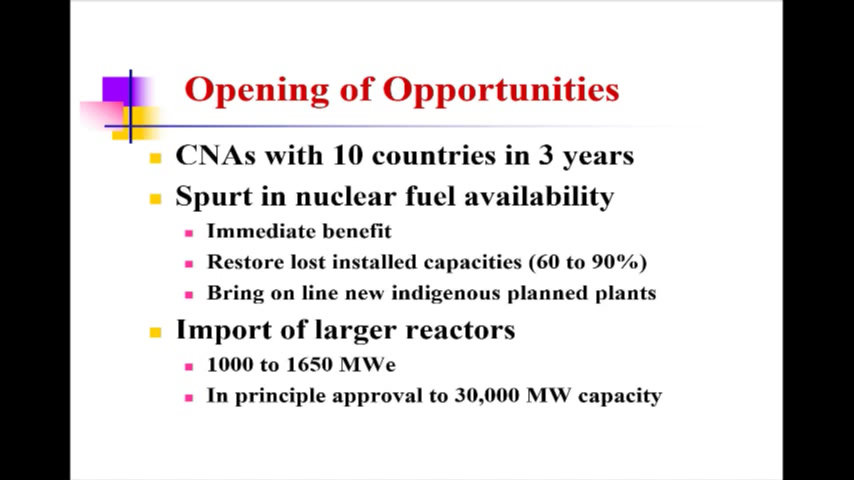 Opening of Opportunities
CNAs with 10 countries in 3 years
Spurt in nuclear fuel availability
Immediate benefit
Restore lost installed capacities (60 to 90%)
Bring on line new indigenous planned plants
Import of larger reactors
1000 to 1650 MWe
In principle approval to 30,000 MW capacity